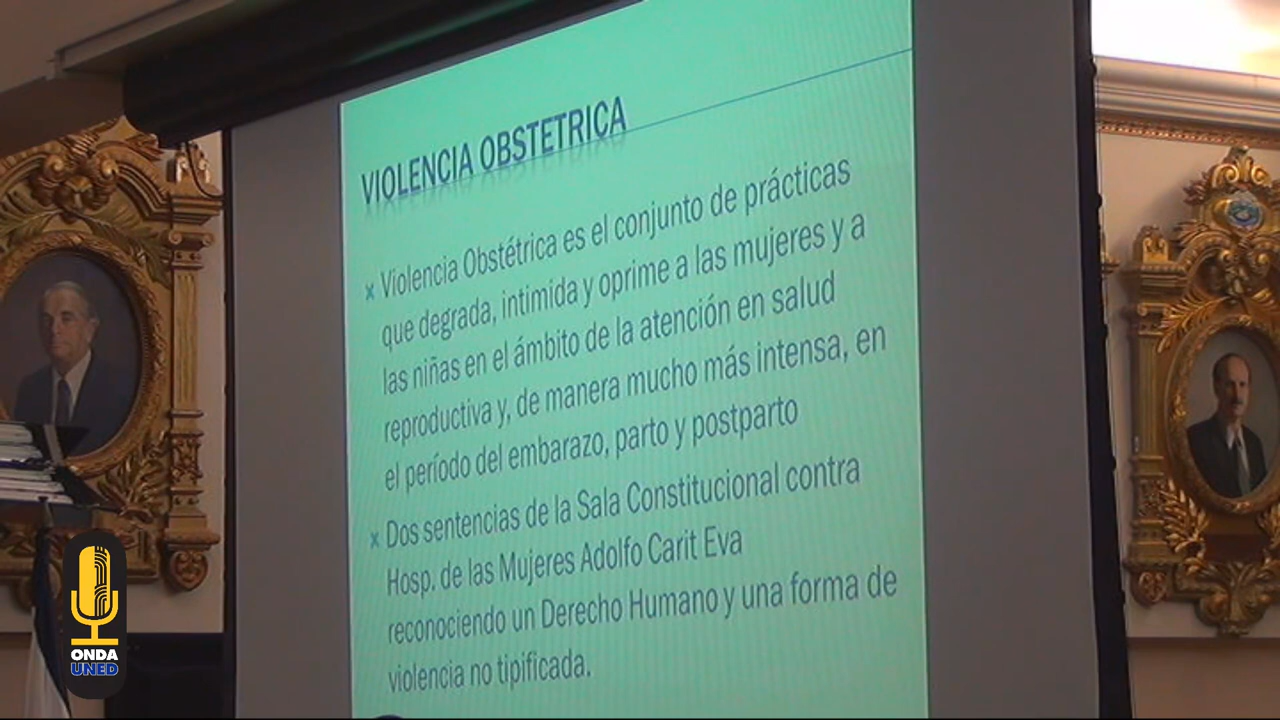 VIOLENCIA OBSTETRICA
× Violencia Obstétrica es el conjunto de prácticas
que degrada, intimida y oprime a las mujeres y a
las niñas en el ámbito de la atención en salud
reproductiva y, de manera mucho más intensa, en
el período del embarazo, parto y postparto
× Dos sentencias de la Sala Constitucional contra
Hosp. de las Mujeres Adolfo Carit Eva
reconociendo un Derecho Humano y una forma de
violencia no tipificada.
ONDA
UNED